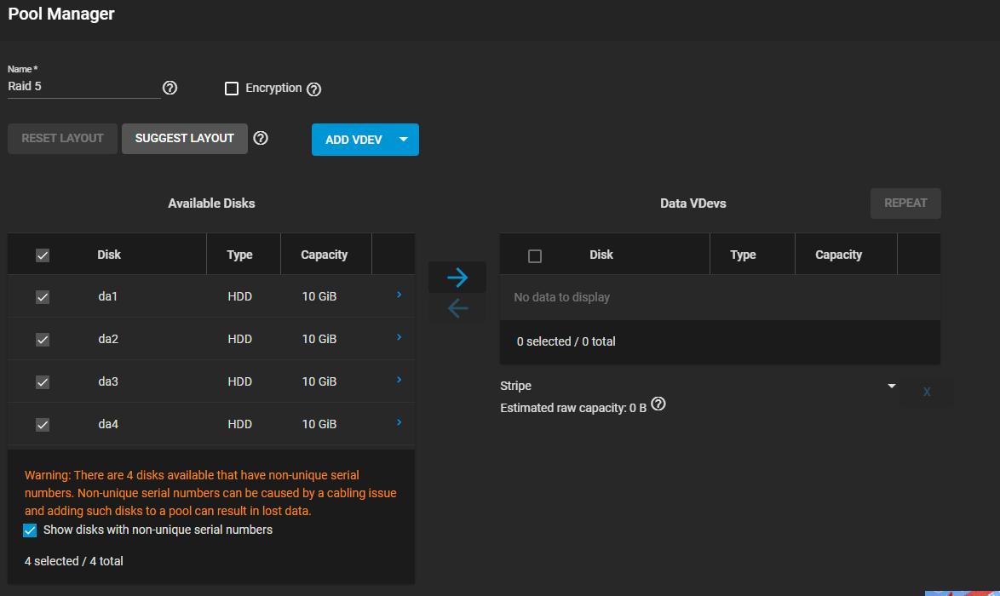 Pool Manager
Name *
Raid 5
Encryption
RESET LAYOUT
SUGGEST LAYOUT
ADD VDEV
Available Disks
Disk Type Capacity
da1 HDD 10 GiB
da2 HDD 10 GiB
da3 HDD 10 GiB
da4 HDD 10 GiB
Warning: There are 4 disks available that have non-unique serial
numbers. Non-unique serial numbers can be caused by a cabling issue
and adding such disks to a pool can result in lost data.
Show disks with non-unique serial numbers
4 selected / 4 total
Data VDevs
REPEAT
Disk Type Capacity
No data to display
0 selected / 0 total
Stripe
X
Estimated raw capacity: 0 B